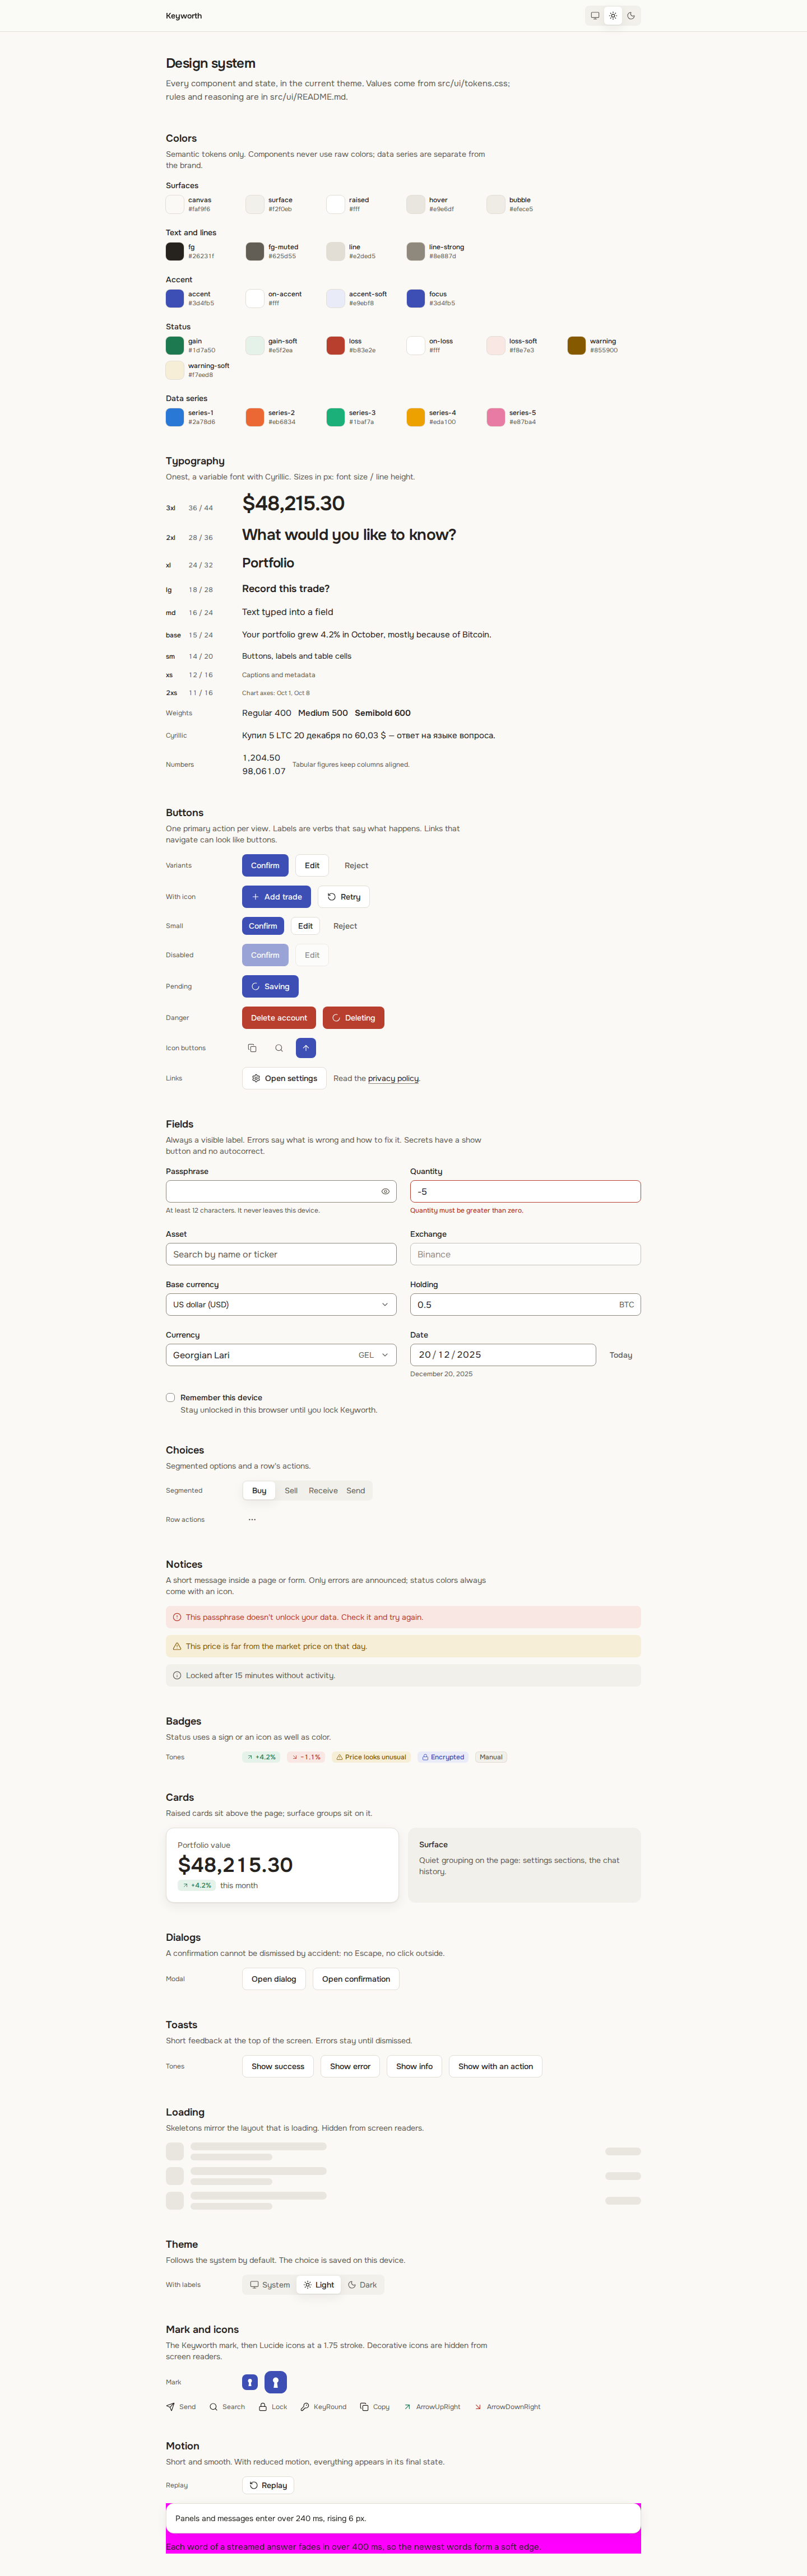 Keyworth
Design system
Every component and state, in the current theme. Values come from src/ui/tokens.css;
rules and reasoning are in src/ui/README.md.
Colors
Semantic tokens only. Components never use raw colors; data series are separate from
the brand.
Surfaces
canvas surface raised hover bubble
#faf9f6 #f2f0eb #fff #e9e6df #efece5
Text and lines
fg fg-muted line line-strong
#26231f #625d55 #e2ded5 #8e887d
Accent
accent on-accent accent-soft focus
#3d4fb5 #fff #e9ebf8 #3d4fb5
Status
gain gain-soft loss on-loss loss-soft warning
#1d7a50 #e5f2ea #b83e2e #fff #f8e7e3 #855900
warning-soft
#f7eed8
Data series
series-1 series-2 series-3 series-4 series-5
#2a78d6 #eb6834 #1baf7a #eda100 #e87ba4
Typography
Onest, a variable font with Cyrillic. Sizes in px: font size / line height.
3xl 36 / 44 $48,215.30
2xl 28 / 36 What would you like to know?
xl 24 / 32 Portfolio
lg 18 / 28 Record this trade?
md 16 / 24 Text typed into a field
base 15 / 24 Your portfolio grew 4.2% in October, mostly because of Bitcoin.
sm 14 / 20 Buttons, labels and table cells
xs 12 / 16 Captions and metadata
2xs 11 / 16 Chart axes: Oct 1, Oct 8
Weights Regular 400 Medium 500 Semibold 600
Cyrillic Купил 5 LTC 20 декабря по 60,03 $ — ответ на языке вопроса.
Numbers 1,204.50
98,061.07 Tabular figures keep columns aligned.
Buttons
One primary action per view. Labels are verbs that say what happens. Links that
navigate can look like buttons.
Variants Confirm Edit Reject
With icon Add trade Retry
Small Confirm Edit Reject
Disabled Confirm Edit
Pending Saving
Danger Delete account Deleting
Icon buttons
Links Open settings Read the privacy policy.
Fields
Always a visible label. Errors say what is wrong and how to fix it. Secrets have a show
button and no autocorrect.
Passphrase Quantity
-5
At least 12 characters. It never leaves this device. Quantity must be greater than zero.
Asset Exchange
Search by name or ticker Binance
Base currency Holding
US dollar (USD) 0.5 BTC
Currency Date
Georgian Lari GEL 20 / 12 / 2025 Today
December 20, 2025
Remember this device
Stay unlocked in this browser until you lock Keyworth.
Choices
Segmented options and a row's actions.
Segmented Buy Sell Receive Send
Row actions
Notices
A short message inside a page or form. Only errors are announced; status colors always
come with an icon.
This passphrase doesn't unlock your data. Check it and try again.
This price is far from the market price on that day.
Locked after 15 minutes without activity.
Badges
Status uses a sign or an icon as well as color.
Tones +4.2% −1.1% Price looks unusual Encrypted Manual
Cards
Raised cards sit above the page; surface groups sit on it.
Portfolio value
$48,215.30
+4.2% this month
Surface
Quiet grouping on the page: settings sections, the chat
history.
Dialogs
A confirmation cannot be dismissed by accident: no Escape, no click outside.
Modal Open dialog Open confirmation
Toasts
Short feedback at the top of the screen. Errors stay until dismissed.
Tones Show success Show error Show info Show with an action
Loading
Skeletons mirror the layout that is loading. Hidden from screen readers.
Theme
Follows the system by default. The choice is saved on this device.
With labels System Light Dark
Mark and icons
The Keyworth mark, then Lucide icons at a 1.75 stroke. Decorative icons are hidden from
screen readers.
Mark
Send Search Lock KeyRound Copy ArrowUpRight ArrowDownRight
Motion
Short and smooth. With reduced motion, everything appears in its final state.
Replay Replay
Panels and messages enter over 240 ms, rising 6 px.
Each word of a streamed answer fades in over 400 ms, so the newest words form a soft edge.